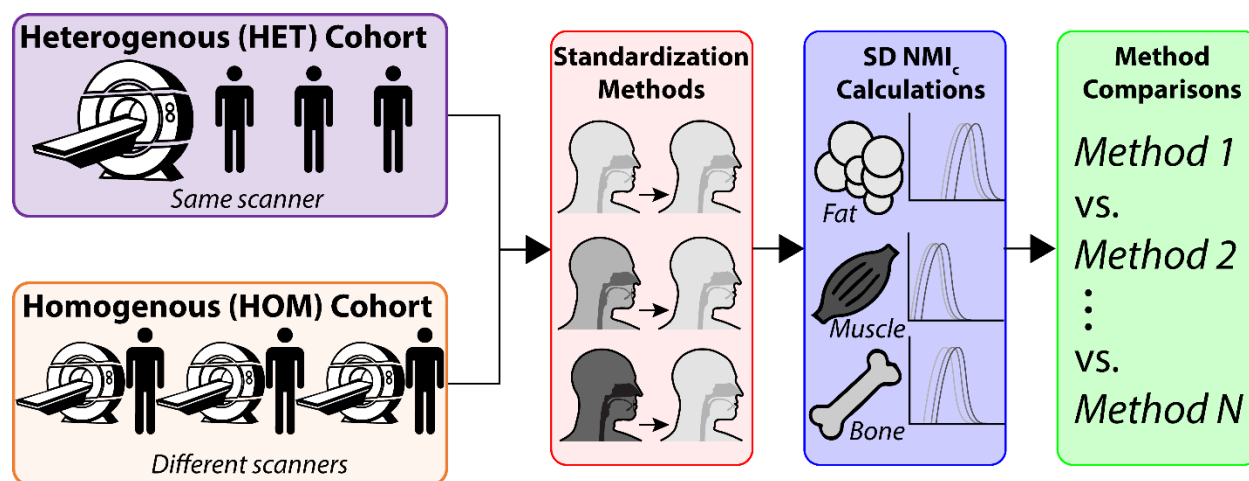 Heterogenous (HET) Cohort
Same scanner
Homogenous (HOM) Cohort
Different scanners
Standardization
Methods
SD NMIc
Calculations
Fat
Muscle
Bone
Method
Comparisons
Method 1
vs.
Method 2
⋮
vs.
Method N